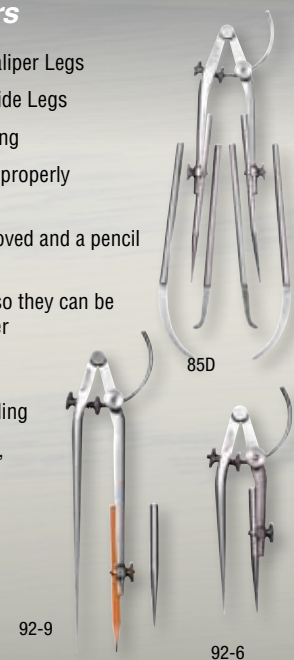 rs
aliper Legs
ide Legs
ng
properly
oved and a pencil
so they can be
er
ling
,
85D
92-9
92-6